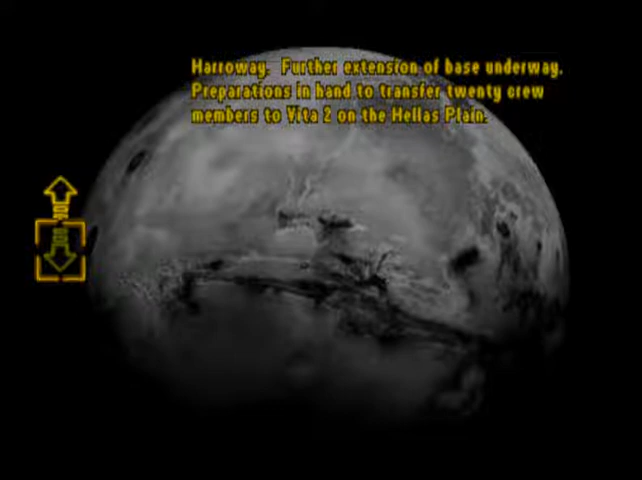 Harroway.  Further extension of base underway.
Preparations in hand to transfer twenty crew
members to Vita 2 on the Hellas Plain.